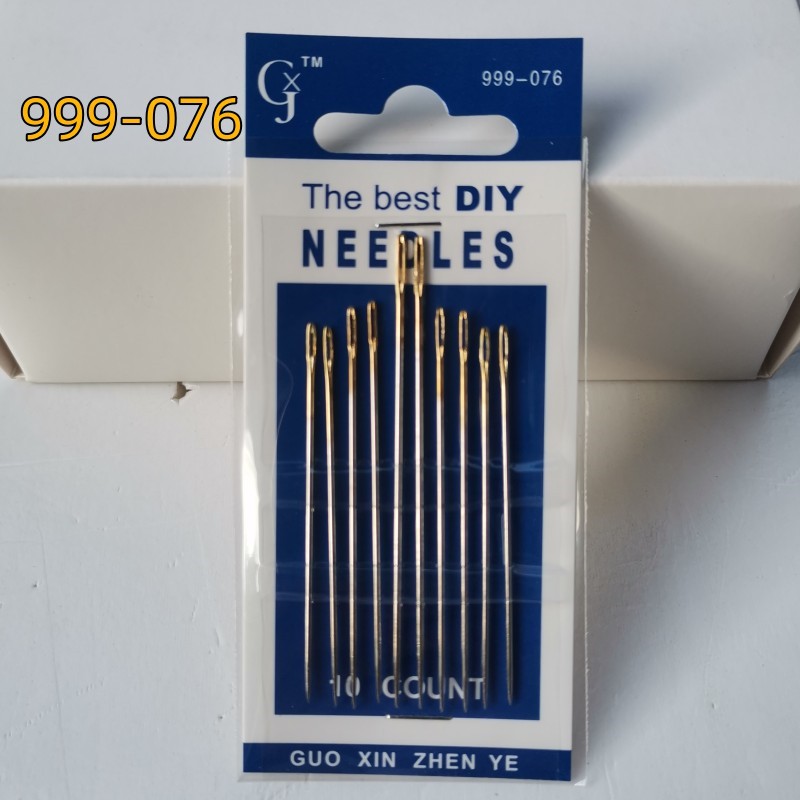 GXJ™
999-076
999-076
The best DIY
NEEDLES
10 COUNT
GUO XIN ZHEN YE